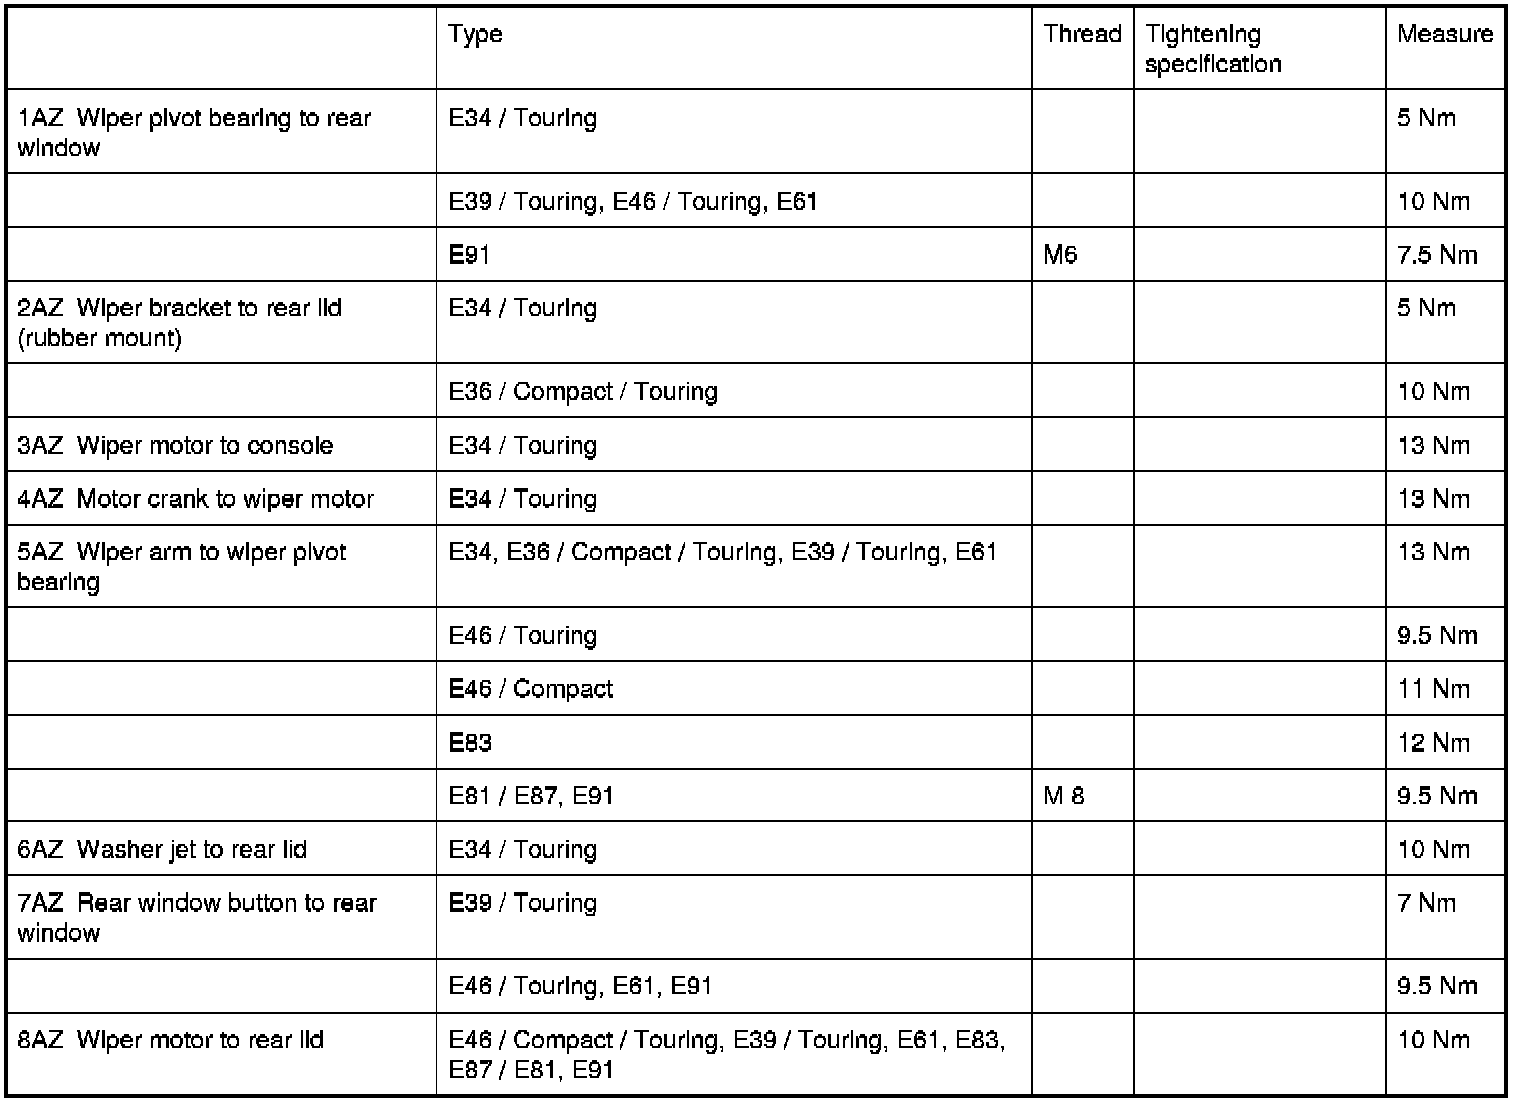 Type Thread Tightening Measure
specification
1AZ Wiper pivot bearing to rear E34 / Touring 5 Nm
window
E39 / Touring, E46 / Touring, E61 10 Nm
E91 M6 7.5 Nm
2AZ Wiper bracket to rear lid E34 / Touring 5 Nm
(rubber mount)
E36 / Compact / Touring 10 Nm
3AZ Wiper motor to console E34 / Touring 13 Nm
4AZ Motor crank to wiper motor E34 / Touring 13 Nm
5AZ Wiper arm to wiper pivot E34, E36 / Compact / Touring, E39 / Touring, E61 13 Nm
bearing
E46 / Touring 9.5 Nm
E46 / Compact 11 Nm
E83 12 Nm
E81 / E87, E91 M 8 9.5 Nm
6AZ Washer jet to rear lid E34 / Touring 10 Nm
7AZ Rear window button to rear E39 / Touring 7 Nm
window
E46 / Touring, E61, E91 9.5 Nm
8AZ Wiper motor to rear lid E46 / Compact / Touring, E39 / Touring, E61, E83, 10 Nm
E87 / E81, E91